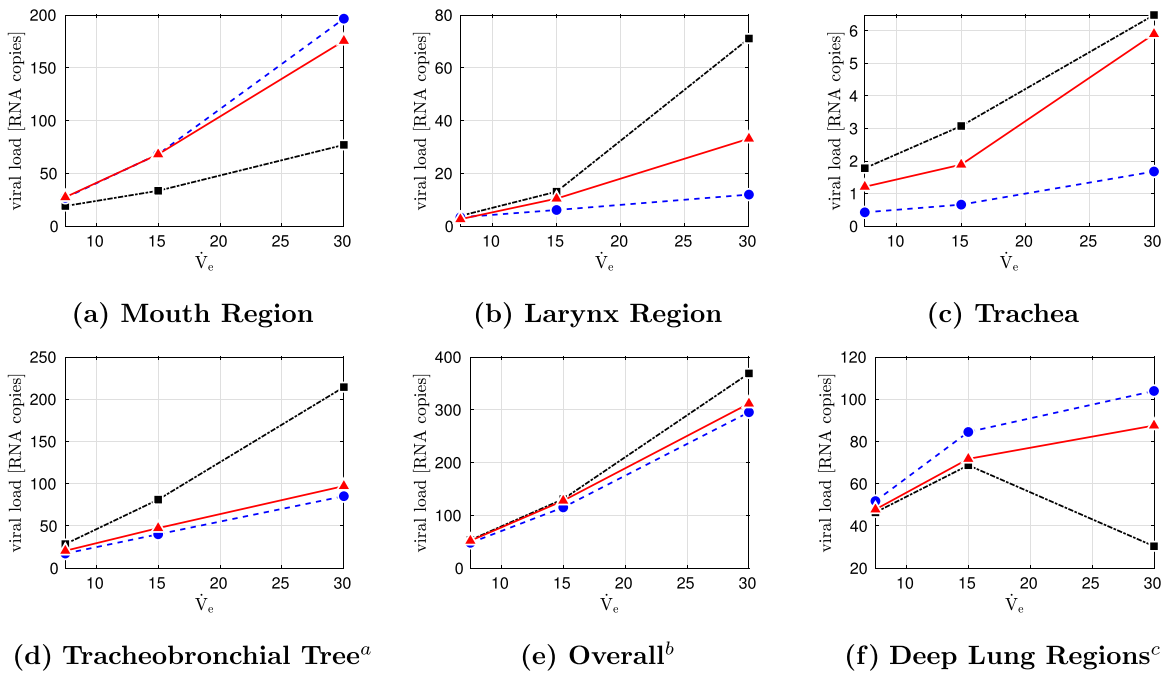 200
150
100
50
0
viral load [RNA copies]
10 15 20 25 30
V̇e
(a) Mouth Region
80
60
40
20
0
viral load [RNA copies]
10 15 20 25 30
V̇e
(b) Larynx Region
6
5
4
3
2
1
0
viral load [RNA copies]
10 15 20 25 30
V̇e
(c) Trachea
250
200
150
100
50
0
viral load [RNA copies]
10 15 20 25 30
V̇e
(d) Tracheobronchial Treeᵃ
400
300
200
100
0
viral load [RNA copies]
10 15 20 25 30
V̇e
(e) Overallᵇ
120
100
80
60
40
20
viral load [RNA copies]
10 15 20 25 30
V̇e
(f) Deep Lung Regionsᶜ